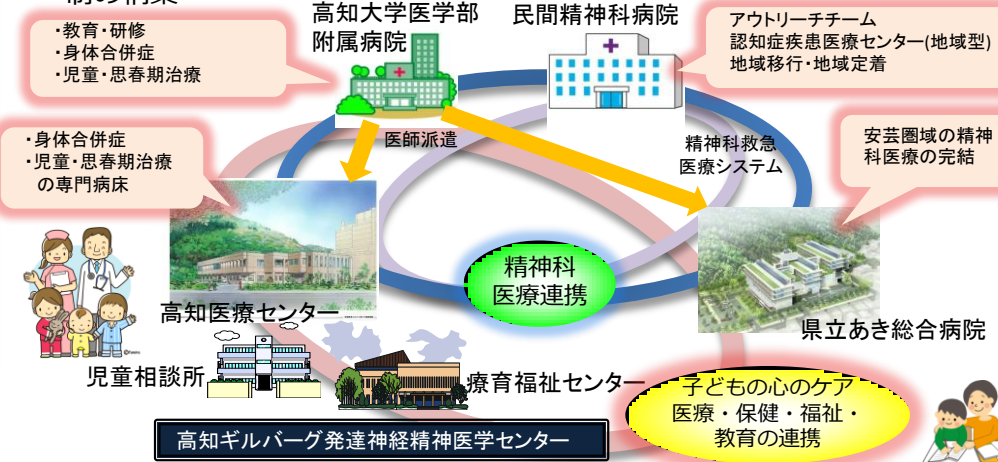 高知大学医学部
附属病院
民間精神科病院
・教育・研修
・身体合併症
・児童・思春期治療
アウトリーチチーム
認知症疾患医療センター(地域型)
地域移行・地域定着
医師派遣
精神科救急
医療システム
・身体合併症
・児童・思春期治療
の専門病床
安芸圏域の精神
科医療の完結
精神科
医療連携
高知医療センター
県立あき総合病院
児童相談所
療育福祉センター
子どもの心のケア
医療・保健・福祉・
教育の連携
高知ギルバーグ発達神経精神医学センター